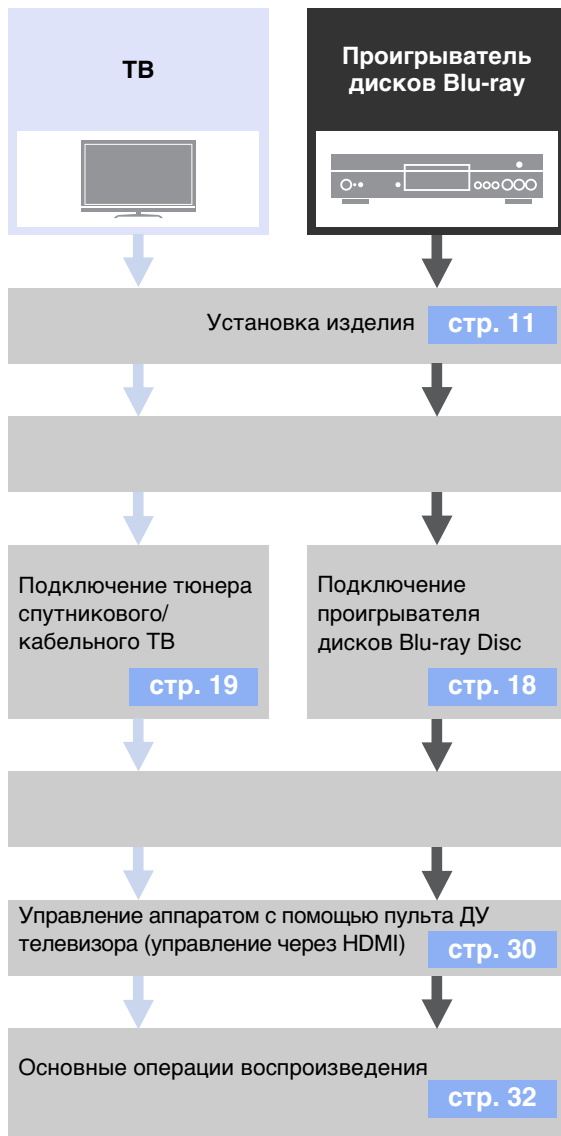 ТВ
Проигрыватель
дисков Blu-ray
Установка изделия
стр. 11
Подключение тюнера
спутникового/
кабельного ТВ
стр. 19
Подключение
проигрывателя
дисков Blu-ray Disc
стр. 18
Управление аппаратом с помощью пульта ДУ
телевизора (управление через HDMI)
стр. 30
Основные операции воспроизведения
стр. 32